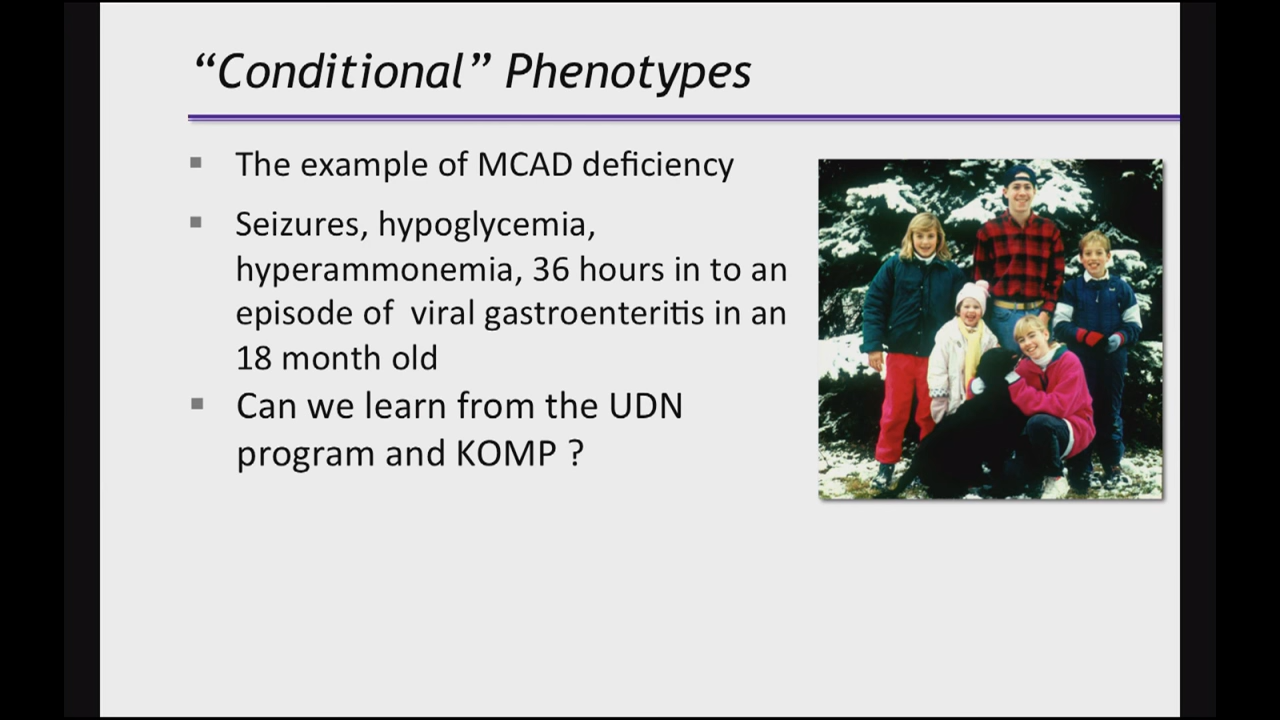 “Conditional” Phenotypes
The example of MCAD deficiency
Seizures, hypoglycemia,
hyperammonemia, 36 hours in to an
episode of  viral gastroenteritis in an
18 month old
Can we learn from the UDN
program and KOMP ?